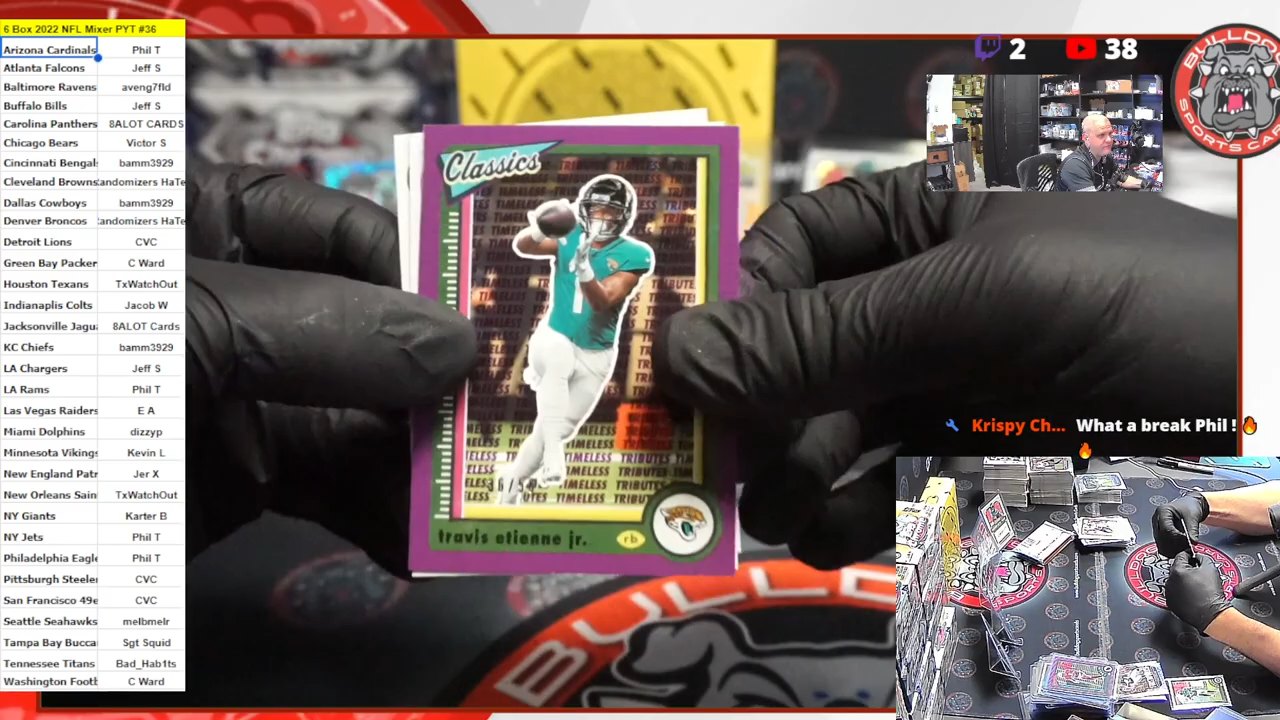 6 Box 2022 NFL Mixer PYT #36
Arizona Cardinals Phil T
Atlanta Falcons Jeff S
Baltimore Ravens aveng7fld
Buffalo Bills Jeff S
Carolina Panthers 8ALOT CARDS
Chicago Bears Victor S
Cincinnati Bengals bamm3929
Cleveland Browns andomizers HaTe
Dallas Cowboys bamm3929
Denver Broncos andomizers HaTe
Detroit Lions CVC
Green Bay Packer C Ward
Houston Texans TxWatchOut
Indianaplis Colts Jacob W
Jacksonville Jagua 8ALOT Cards
KC Chiefs bamm3929
LA Chargers Jeff S
LA Rams Phil T
Las Vegas Raiders E A
Miami Dolphins dizzyp
Minnesota Vikings Kevin L
New England Patr Jer X
New Orleans Sain TxWatchOut
NY Giants Karter B
NY Jets Phil T
Philadelphia Eagle Phil T
Pittsburgh Steeler CVC
San Francisco 49e CVC
Seattle Seahawks melbmelr
Tampa Bay Bucca Sgt Squid
Tennessee Titans Bad_Hab1ts
Washington Footb C Ward
Classics
TIMELESS TRIBUTES
travis etienne jr. rb
2 38
BULLDOG
SPORTS CARDS
Krispy Ch... What a break Phil ! 🔥
🔥
BULLD